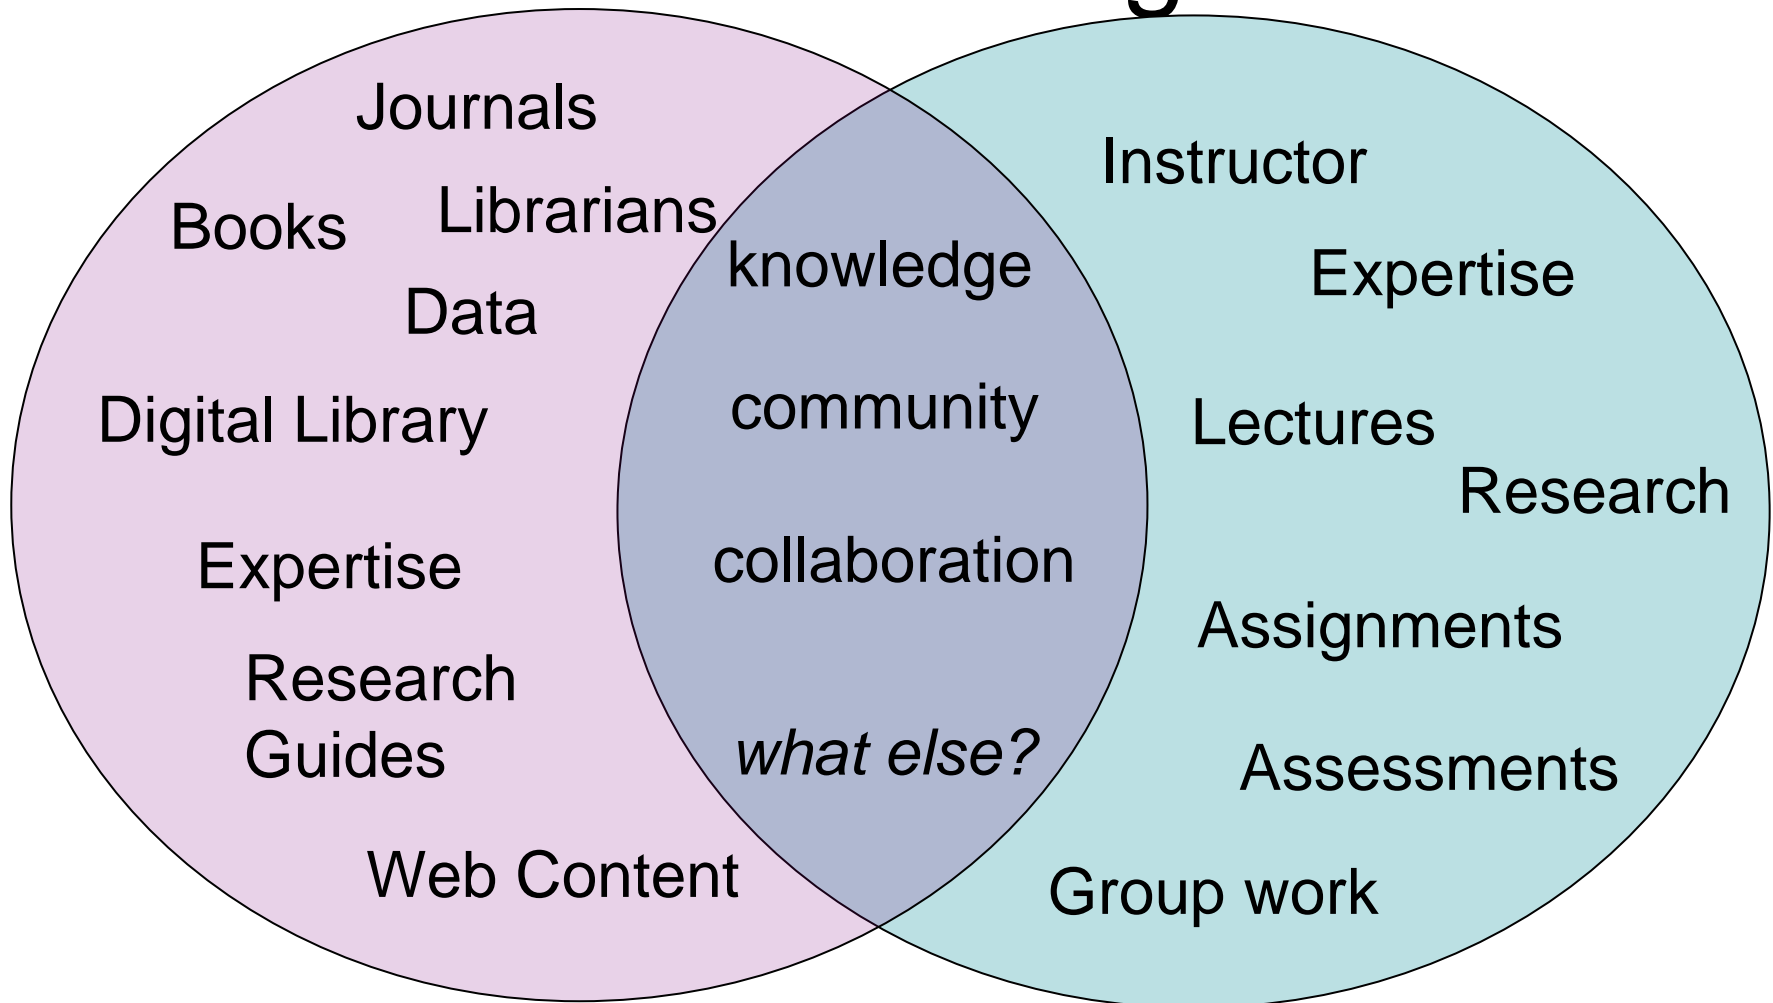 Journals
Books
Librarians
Data
Digital Library
Expertise
Research
Guides
Web Content
knowledge
community
collaboration
what else?
Instructor
Expertise
Lectures
Research
Assignments
Assessments
Group work